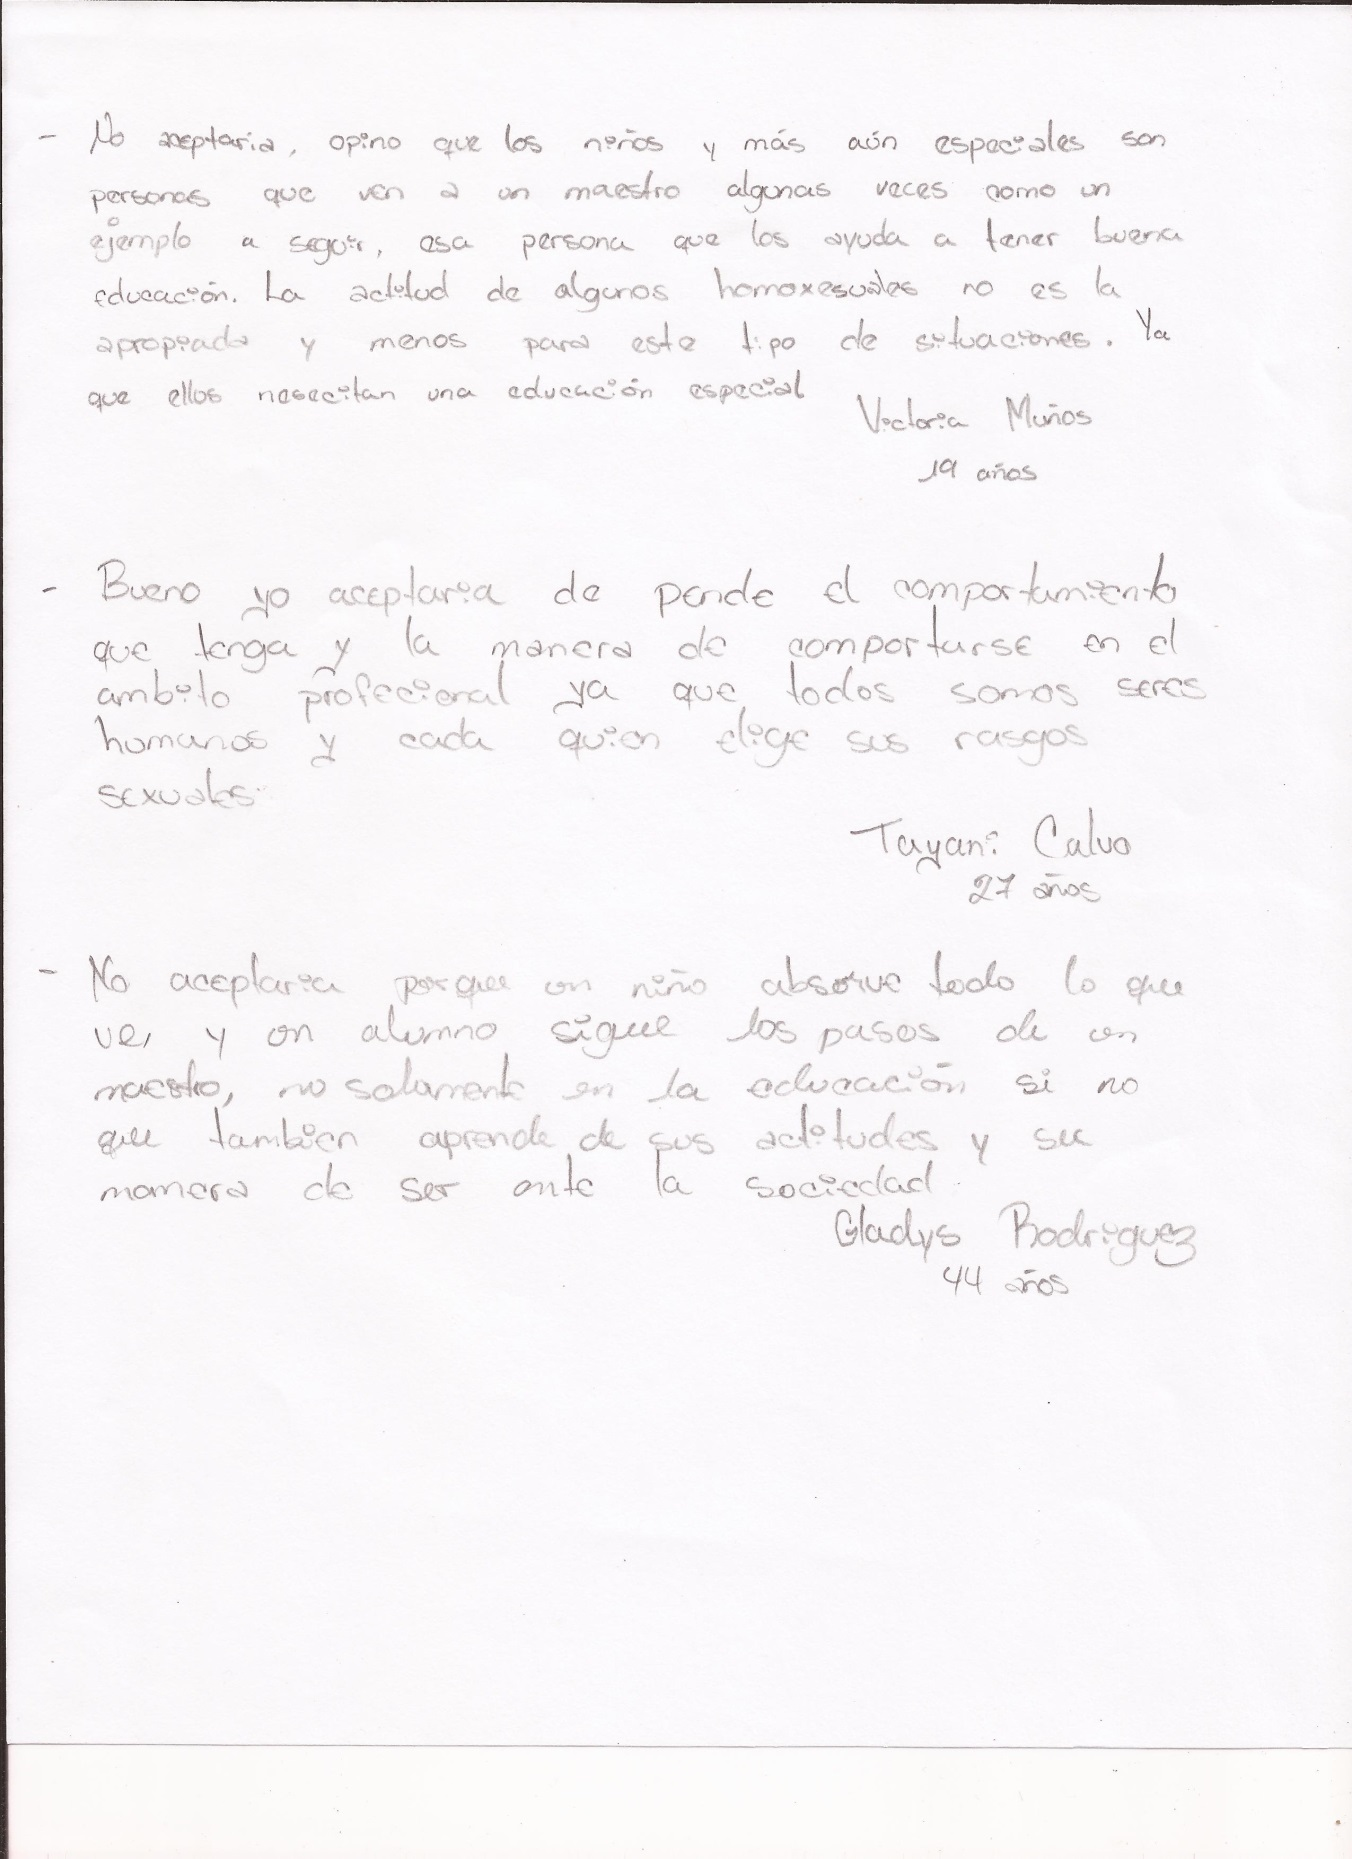 - No aceptaria, opino que los niños y más aún especiales son
personas que ven a un maestro algunas veces como un
ejemplo a seguir, esa persona que los ayuda a tener buena
educación. La actitud de algunos homoxesuales no es la
apropiada y menos para este tipo de situaciones. Ya
que ellos nesecitan una educación especial
Victoria Muños
19 años
- Bueno yo aceptaria de pende el comportamiento
que tenga y la manera de comportarse en el
ambito profecional ya que todos somos seres
humanos y cada quien elige sus rasgos
sexuales.
Tayani Calvo
27 años
- No aceptaria porque un niño absorve todo lo que
ve, y un alumno sigue los pasos de un
maestro, no solamente en la educación si no
que tambien aprende de sus actitudes y su
manera de ser ante la sociedad
Gladys Rodriguez
44 años